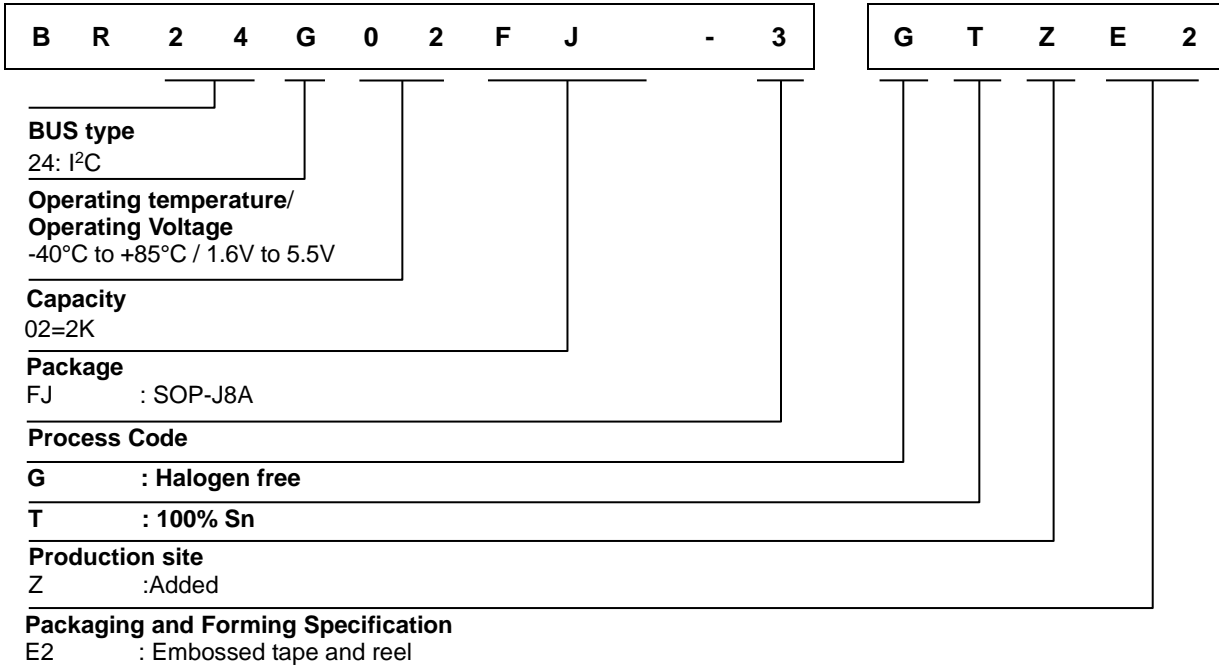 B R 2 4 G 0 2 F J - 3 G T Z E 2
BUS type
24: I²C
Operating temperature/
Operating Voltage
-40°C to +85°C / 1.6V to 5.5V
Capacity
02=2K
Package
FJ : SOP-J8A
Process Code
G : Halogen free
T : 100% Sn
Production site
Z :Added
Packaging and Forming Specification
E2 : Embossed tape and reel